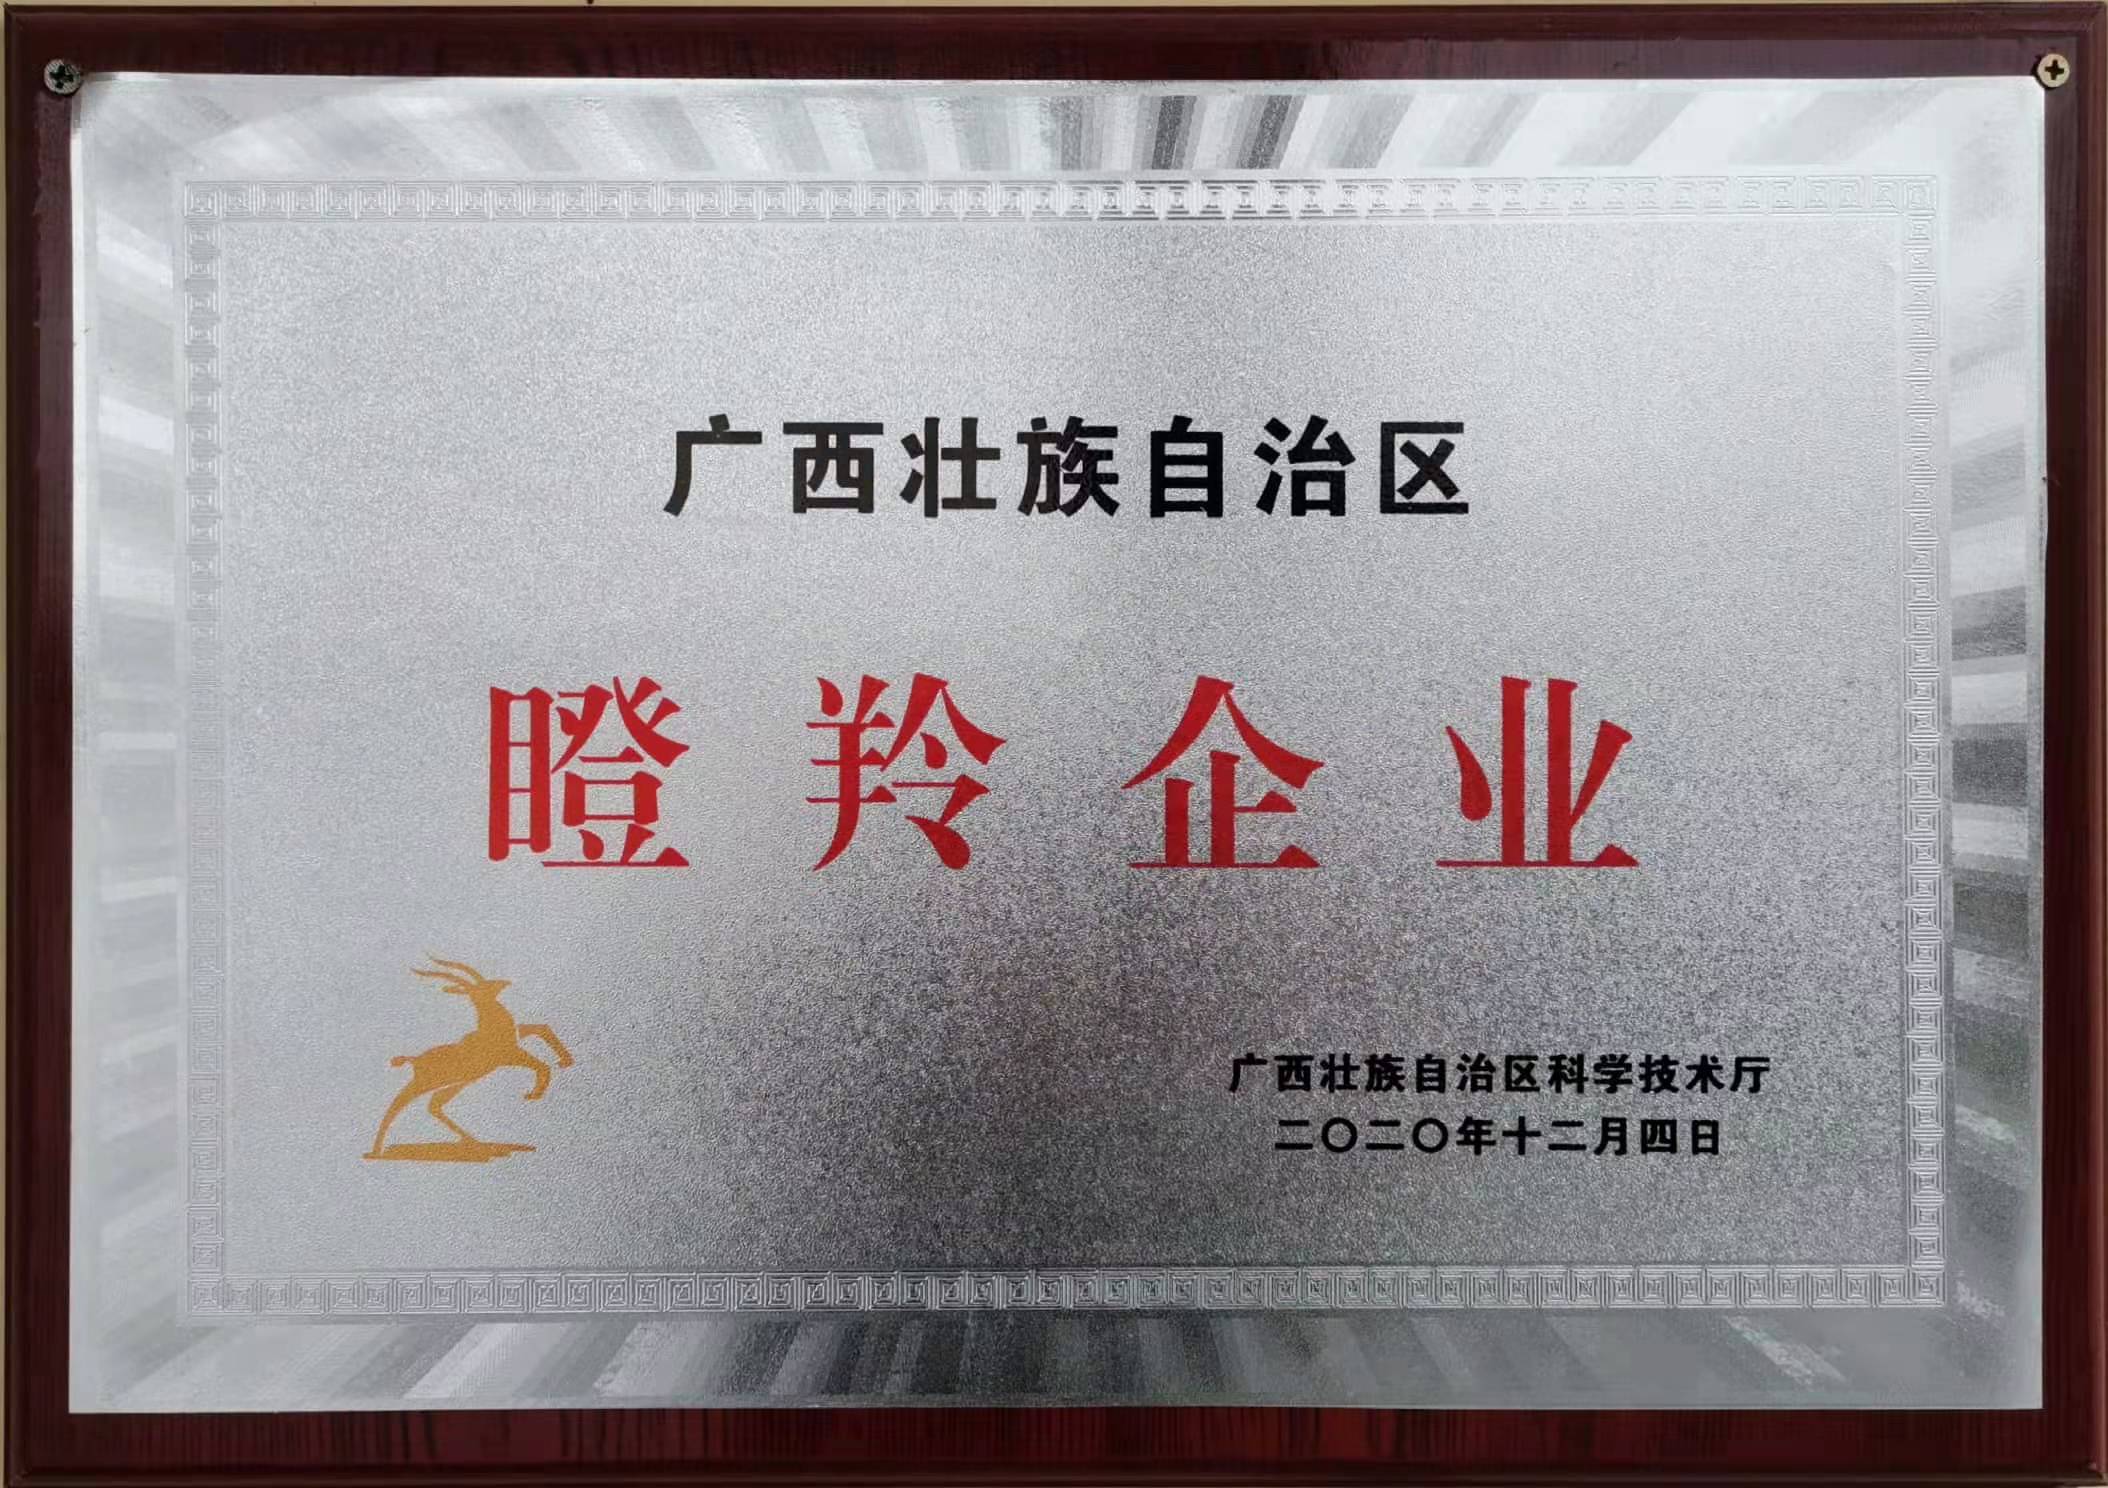 广西壮族自治区
瞪羚企业
广西壮族自治区科学技术厅
二〇二〇年十二月四日